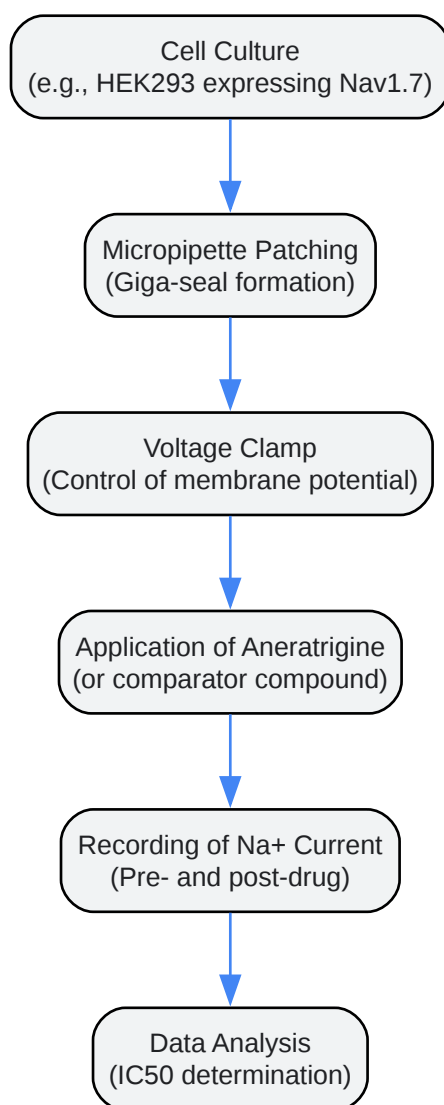 Cell Culture
(e.g., HEK293 expressing Nav1.7)
Micropipette Patching
(Giga-seal formation)
Voltage Clamp
(Control of membrane potential)
Application of Aneratrigine
(or comparator compound)
Recording of Na+ Current
(Pre- and post-drug)
Data Analysis
(IC50 determination)